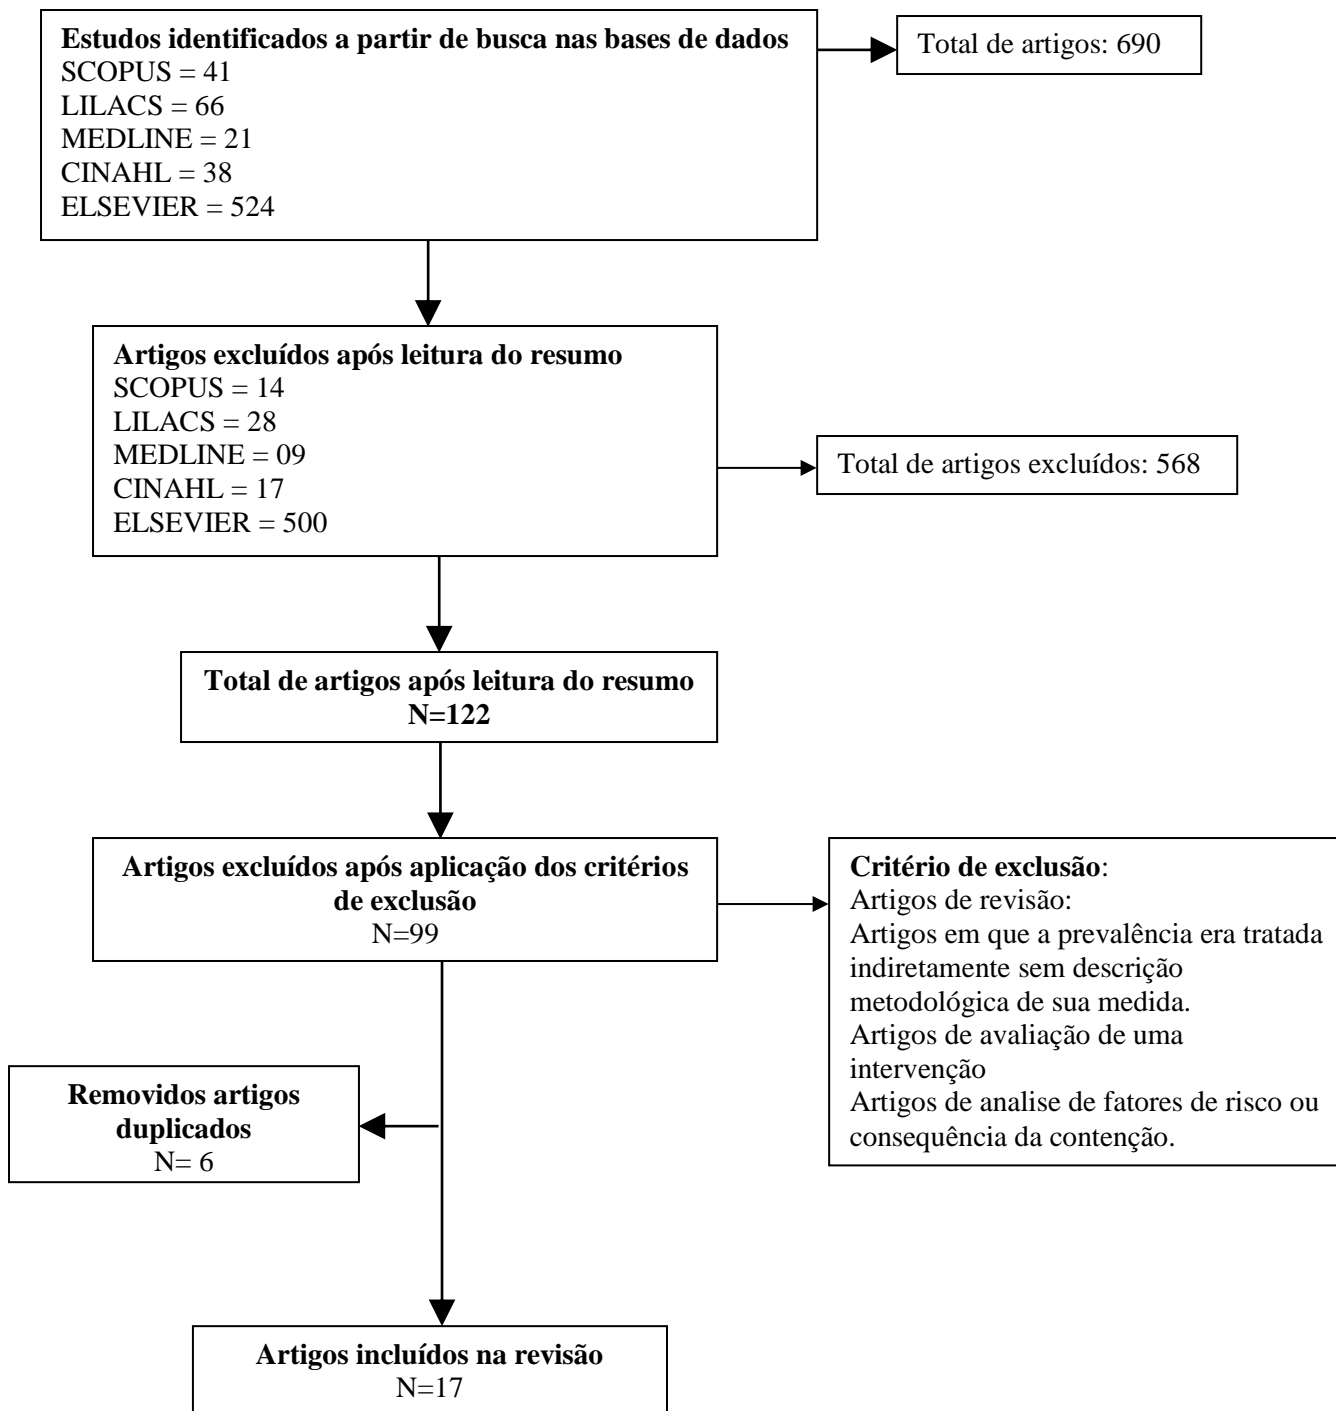 Estudos identificados a partir de busca nas bases de dados
SCOPUS = 41
LILACS = 66
MEDLINE = 21
CINAHL = 38
ELSEVIER = 524
Total de artigos: 690
Artigos excluídos após leitura do resumo
SCOPUS = 14
LILACS = 28
MEDLINE = 09
CINAHL = 17
ELSEVIER = 500
Total de artigos excluídos: 568
Total de artigos após leitura do resumo
N=122
Artigos excluídos após aplicação dos critérios
de exclusão
N=99
Critério de exclusão:
Artigos de revisão:
Artigos em que a prevalência era tratada
indiretamente sem descrição
metodológica de sua medida.
Artigos de avaliação de uma
intervenção
Artigos de analise de fatores de risco ou
consequência da contenção.
Removidos artigos
duplicados
N= 6
Artigos incluídos na revisão
N=17